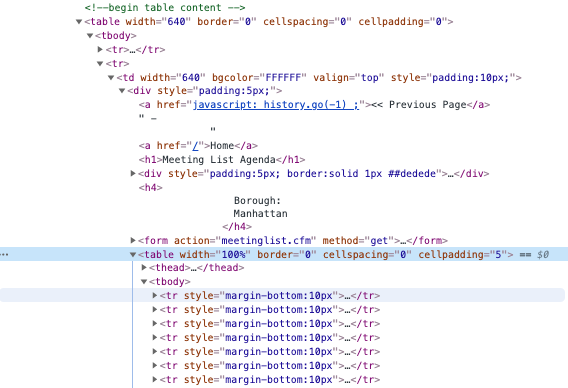 <!--begin table content -->
▼<table width="640" border="0" cellspacing="0" cellpadding="0">
▼<tbody>
▶<tr>…</tr>
▼<tr>
▼<td width="640" bgcolor="FFFFFF" valign="top" style="padding:10px;">
▼<div style="padding:5px;">
<a href="javascript: history.go(-1) ;"><< Previous Page</a>
" –
"
<a href="/">Home</a>
<h1>Meeting List Agenda</h1>
▶<div style="padding:5px; border:solid 1px ##dedede">…</div>
<h4>
Borough:
Manhattan
</h4>
▶<form action="meetinglist.cfm" method="get">…</form>
… ▼<table width="100%" border="0" cellspacing="0" cellpadding="5"> == $0
▶<thead>…</thead>
▼<tbody>
▶<tr style="margin-bottom:10px">…</tr>
▶<tr style="margin-bottom:10px">…</tr>
▶<tr style="margin-bottom:10px">…</tr>
▶<tr style="margin-bottom:10px">…</tr>
▶<tr style="margin-bottom:10px">…</tr>
▶<tr style="margin-bottom:10px">…</tr>
▶<tr style="margin-bottom:10px">…</tr>